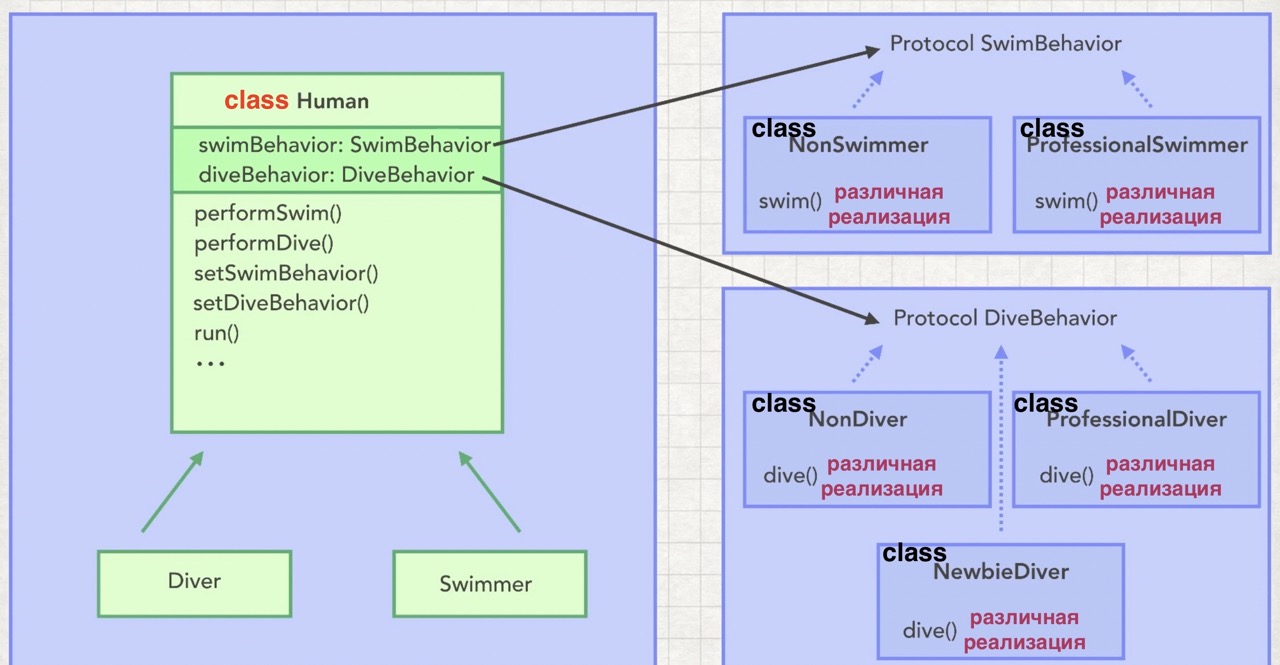 class Human
swimBehavior: SwimBehavior
diveBehavior: DiveBehavior
performSwim()
performDive()
setSwimBehavior()
setDiveBehavior()
run()
...
Diver
Swimmer
Protocol SwimBehavior
class
NonSwimmer
swim() различная
реализация
class
ProfessionalSwimmer
swim() различная
реализация
Protocol DiveBehavior
class
NonDiver
dive() различная
реализация
class
ProfessionalDiver
dive() различная
реализация
class
NewbieDiver
dive() различная
реализация